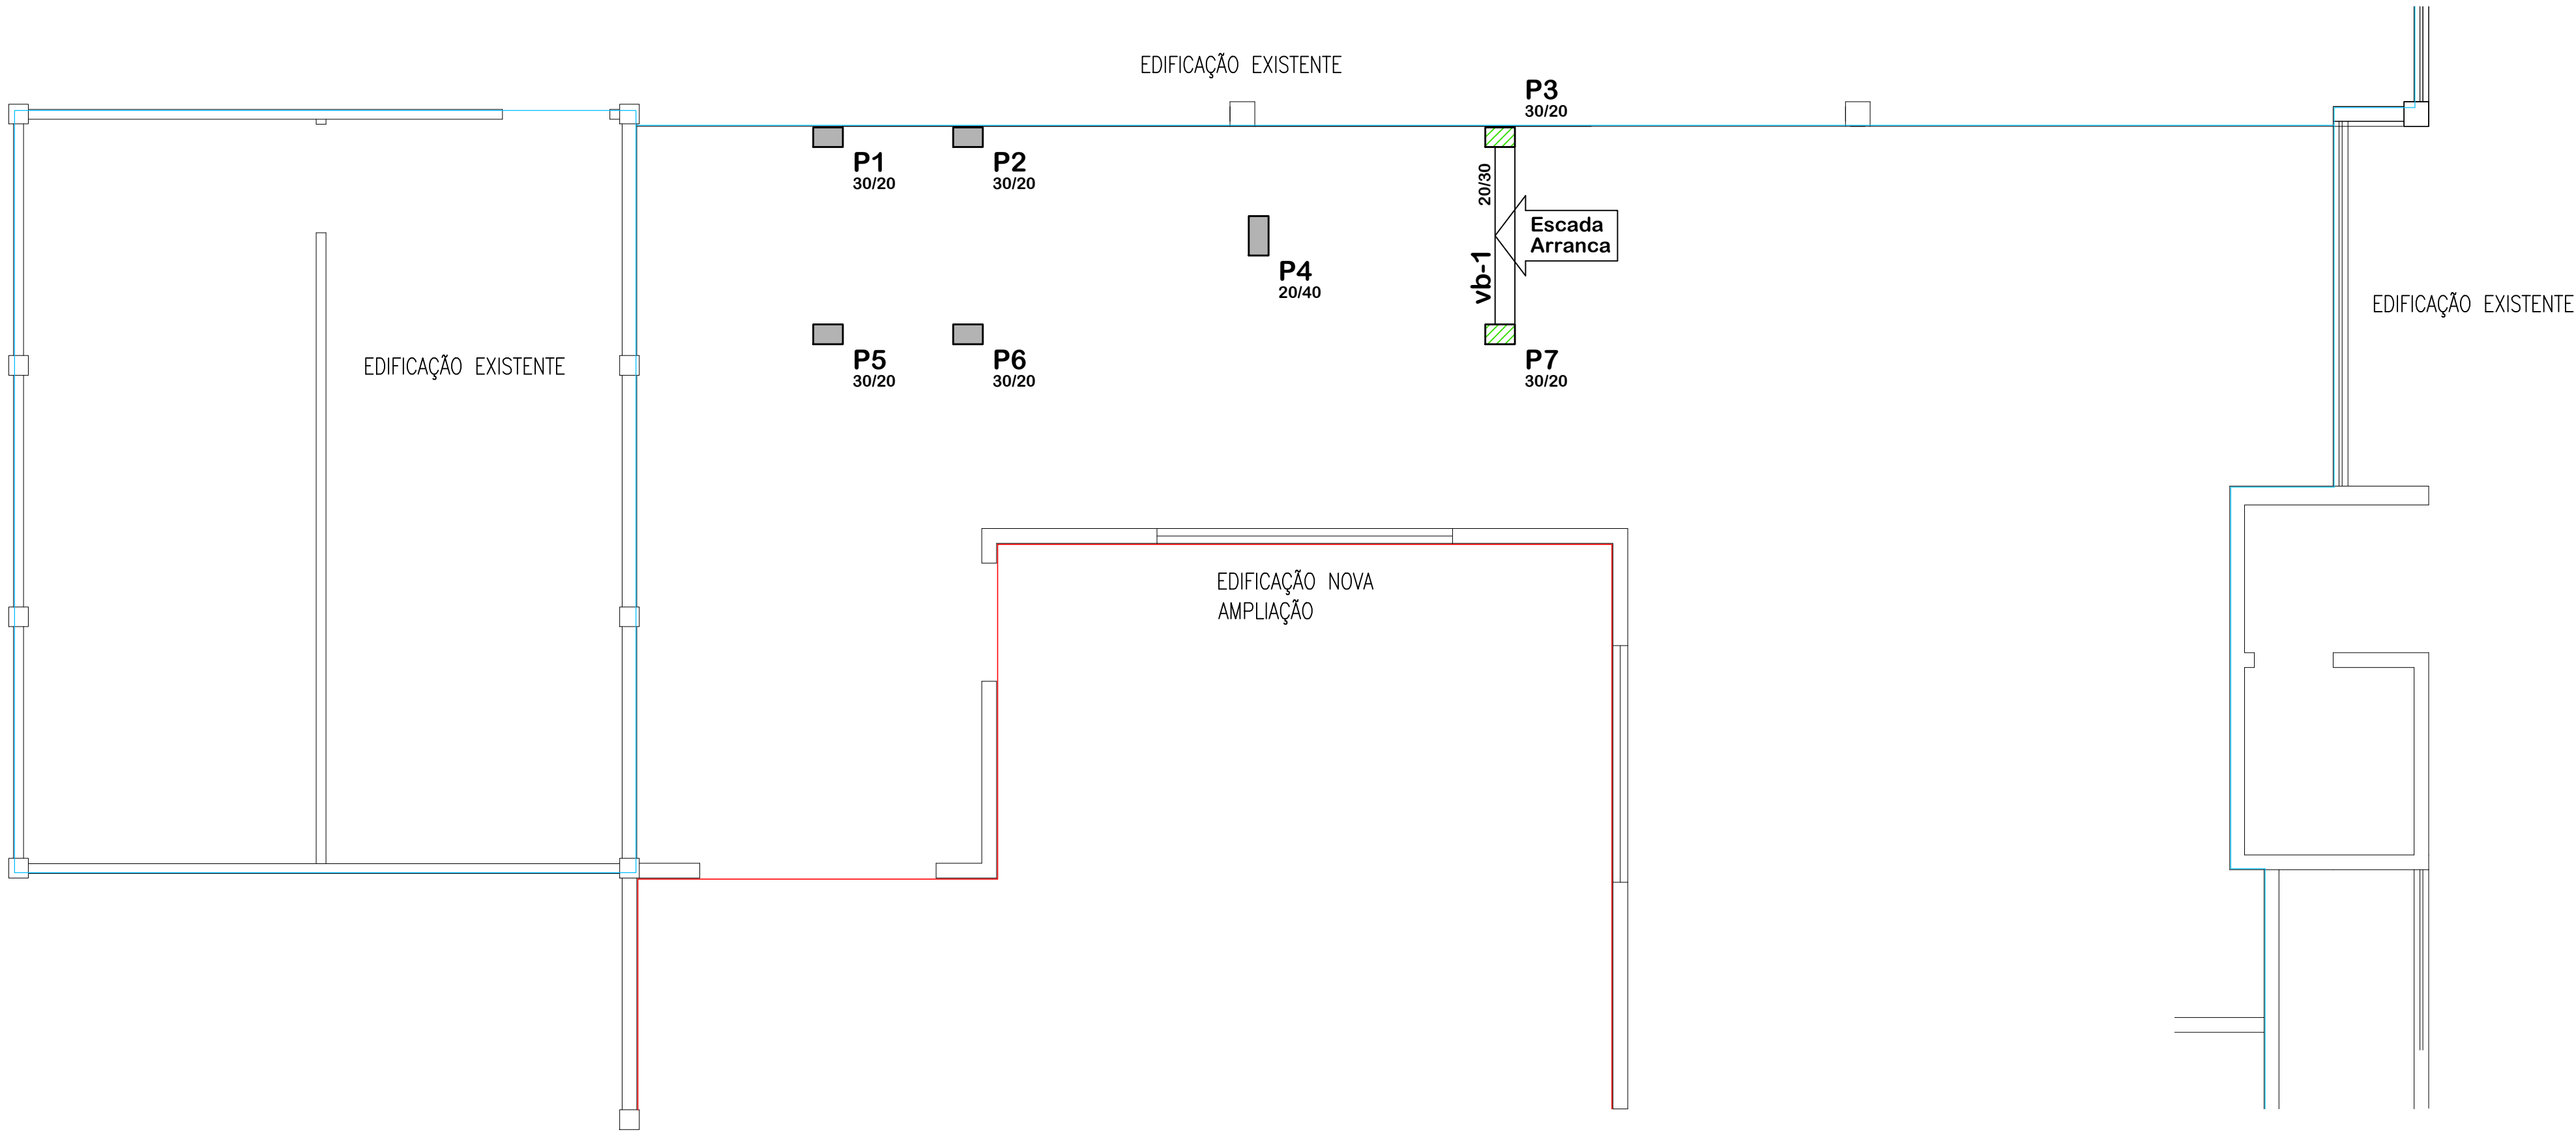 EDIFICAÇÃO EXISTENTE
P3
30/20
P1
30/20
P2
30/20
20/30
Escada
Arranca
vb-1
P4
20/40
EDIFICAÇÃO EXISTENTE
EDIFICAÇÃO EXISTENTE
P5
30/20
P6
30/20
P7
30/20
EDIFICAÇÃO NOVA
AMPLIAÇÃO